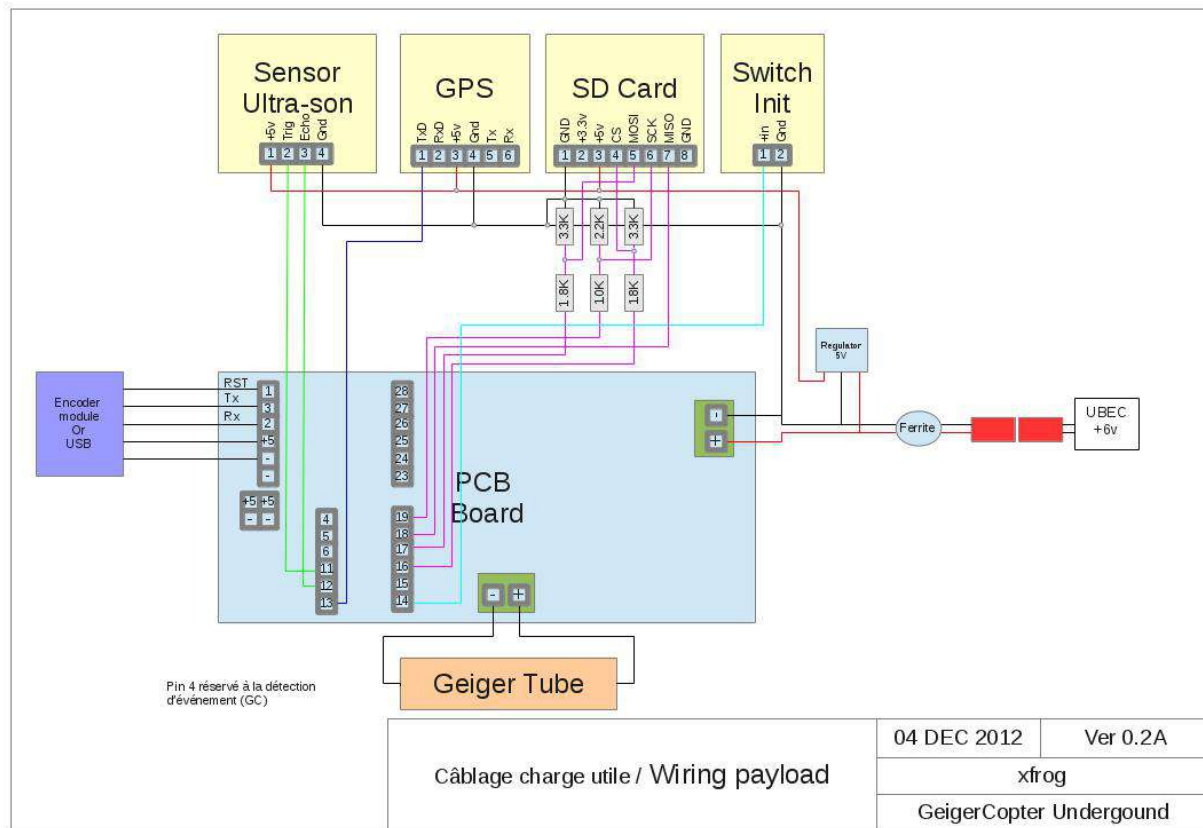 Sensor
Ultra-son
+5v Trig Echo Gnd
1 2 3 4
GPS
TxD RxD +5v Gnd Tx Rx
1 2 3 4 5 6
SD Card
GND +3.3v +5v CS MOSI SCK MISO GND
1 2 3 4 5 6 7 8
Switch
Init
+in Gnd
1 2
3.3K 2.2K 3.3K
1.8K 1.0K 1.8K
Regulator
5V
Encoder
module
Or
USB
RST
Tx
Rx
1
3
2
+5
-
-
+5 +5
- -
4
5
6
11
12
13
28
27
26
25
24
23
19
18
17
16
15
14
PCB
Board
-
+
Ferrite
UBEC
+6v
- +
Geiger Tube
Pin 4 réservé à la détection
d'événement (GC)
Câblage charge utile / Wiring payload
04 DEC 2012
Ver 0.2A
xfrog
GeigerCopter Undergound